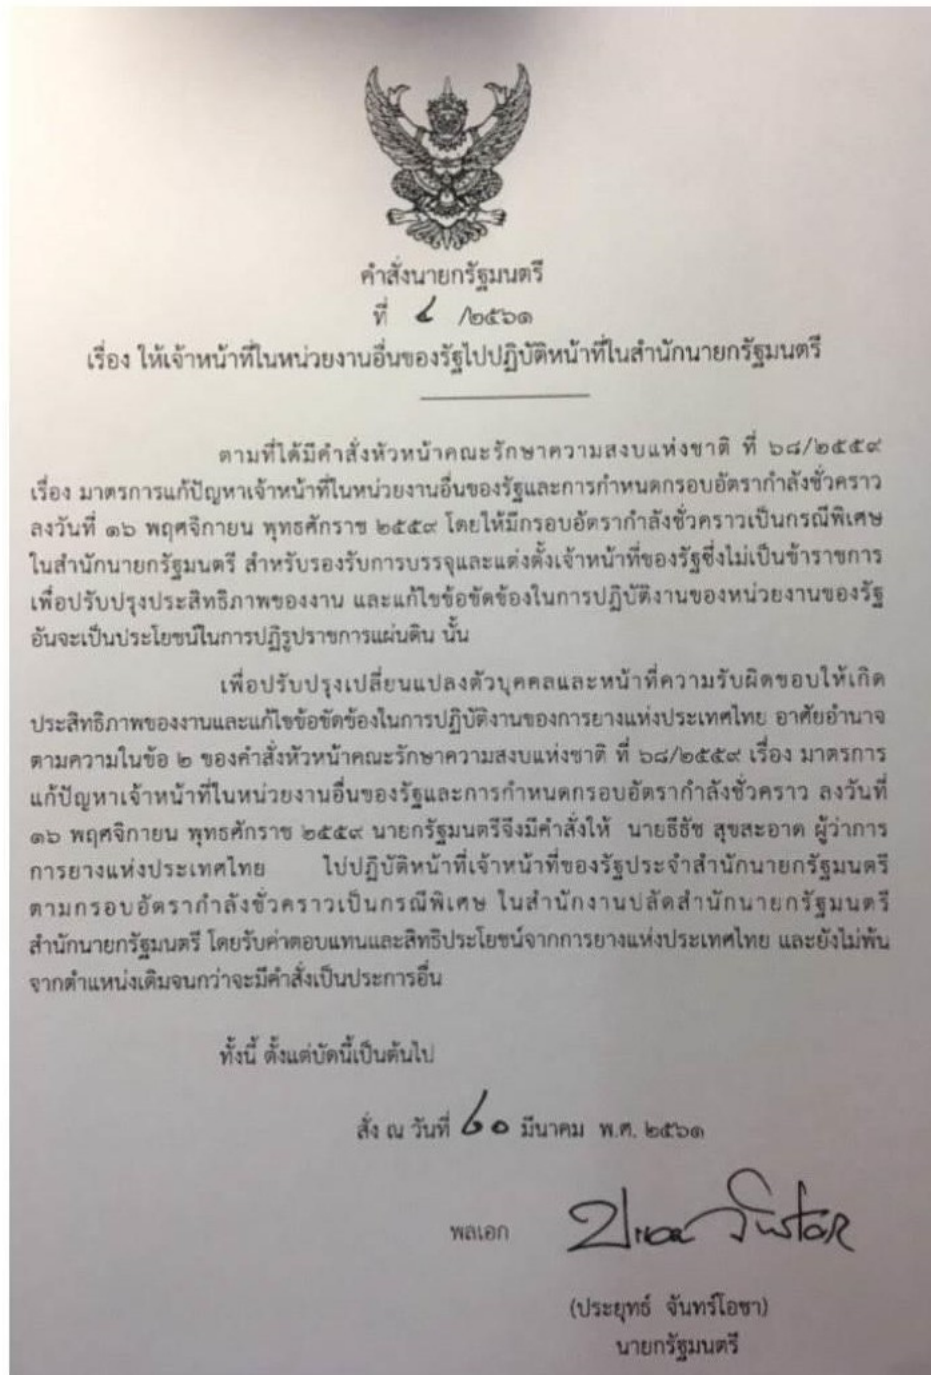 คำสั่งนายกรัฐมนตรี
ที่ ๔ /๒๕๖๑
เรื่อง ให้เจ้าหน้าที่ในหน่วยงานอื่นของรัฐไปปฏิบัติหน้าที่ในสำนักนายกรัฐมนตรี
ตามที่ได้มีคำสั่งหัวหน้าคณะรักษาความสงบแห่งชาติ ที่ ๖๘/๒๕๕๙
เรื่อง มาตรการแก้ปัญหาเจ้าหน้าที่ในหน่วยงานอื่นของรัฐและการกำหนดกรอบอัตรากำลังชั่วคราว
ลงวันที่ ๑๖ พฤศจิกายน พุทธศักราช ๒๕๕๙ โดยให้มีกรอบอัตรากำลังชั่วคราวเป็นกรณีพิเศษ
ในสำนักนายกรัฐมนตรี สำหรับรองรับการบรรจุและแต่งตั้งเจ้าหน้าที่ของรัฐซึ่งไม่เป็นข้าราชการ
เพื่อปรับปรุงประสิทธิภาพของงาน และแก้ไขข้อขัดข้องในการปฏิบัติงานของหน่วยงานของรัฐ
อันจะเป็นประโยชน์ในการปฏิรูปราชการแผ่นดิน นั้น
เพื่อปรับปรุงเปลี่ยนแปลงตัวบุคคลและหน้าที่ความรับผิดชอบให้เกิด
ประสิทธิภาพของงานและแก้ไขข้อขัดข้องในการปฏิบัติงานของการยางแห่งประเทศไทย อาศัยอำนาจ
ตามความในข้อ ๒ ของคำสั่งหัวหน้าคณะรักษาความสงบแห่งชาติ ที่ ๖๘/๒๕๕๙ เรื่อง มาตรการ
แก้ปัญหาเจ้าหน้าที่ในหน่วยงานอื่นของรัฐและการกำหนดกรอบอัตรากำลังชั่วคราว ลงวันที่
๑๖ พฤศจิกายน พุทธศักราช ๒๕๕๙ นายกรัฐมนตรีจึงมีคำสั่งให้ นายธีธัช สุขสะอาด ผู้ว่าการ
การยางแห่งประเทศไทย ไปปฏิบัติหน้าที่เจ้าหน้าที่ของรัฐประจำสำนักนายกรัฐมนตรี
ตามกรอบอัตรากำลังชั่วคราวเป็นกรณีพิเศษ ในสำนักงานปลัดสำนักนายกรัฐมนตรี
สำนักนายกรัฐมนตรี โดยรับค่าตอบแทนและสิทธิประโยชน์จากการยางแห่งประเทศไทย และยังไม่พ้น
จากตำแหน่งเดิมจนกว่าจะมีคำสั่งเป็นประการอื่น
ทั้งนี้ ตั้งแต่บัดนี้เป็นต้นไป
สั่ง ณ วันที่ ๒๐ มีนาคม พ.ศ. ๒๕๖๑
พลเอก
(ประยุทธ์ จันทร์โอชา)
นายกรัฐมนตรี